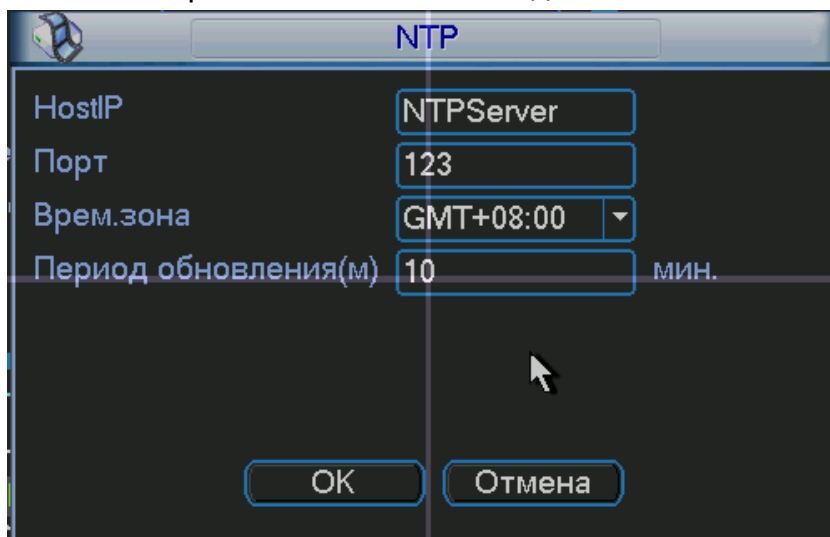 NTP
HostIP NTPServer
Порт 123
Врем.зона GMT+08:00
Период обновления(м) 10 мин.
OK Отмена